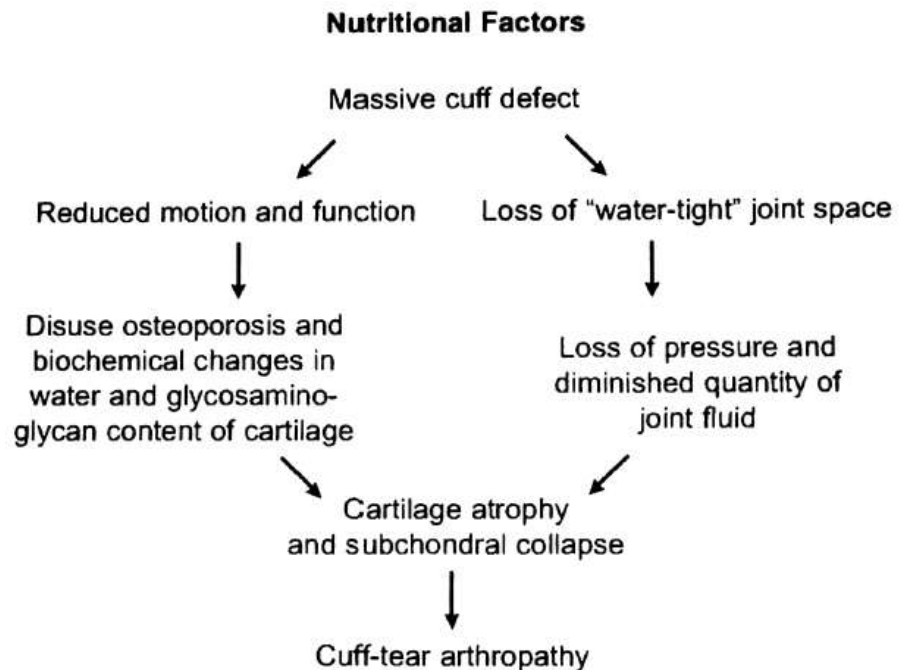 Nutritional Factors
Massive cuff defect
Reduced motion and function
Loss of “water-tight” joint space
Disuse osteoporosis and
biochemical changes in
water and glycosamino-
glycan content of cartilage
Loss of pressure and
diminished quantity of
joint fluid
Cartilage atrophy
and subchondral collapse
Cuff-tear arthropathy